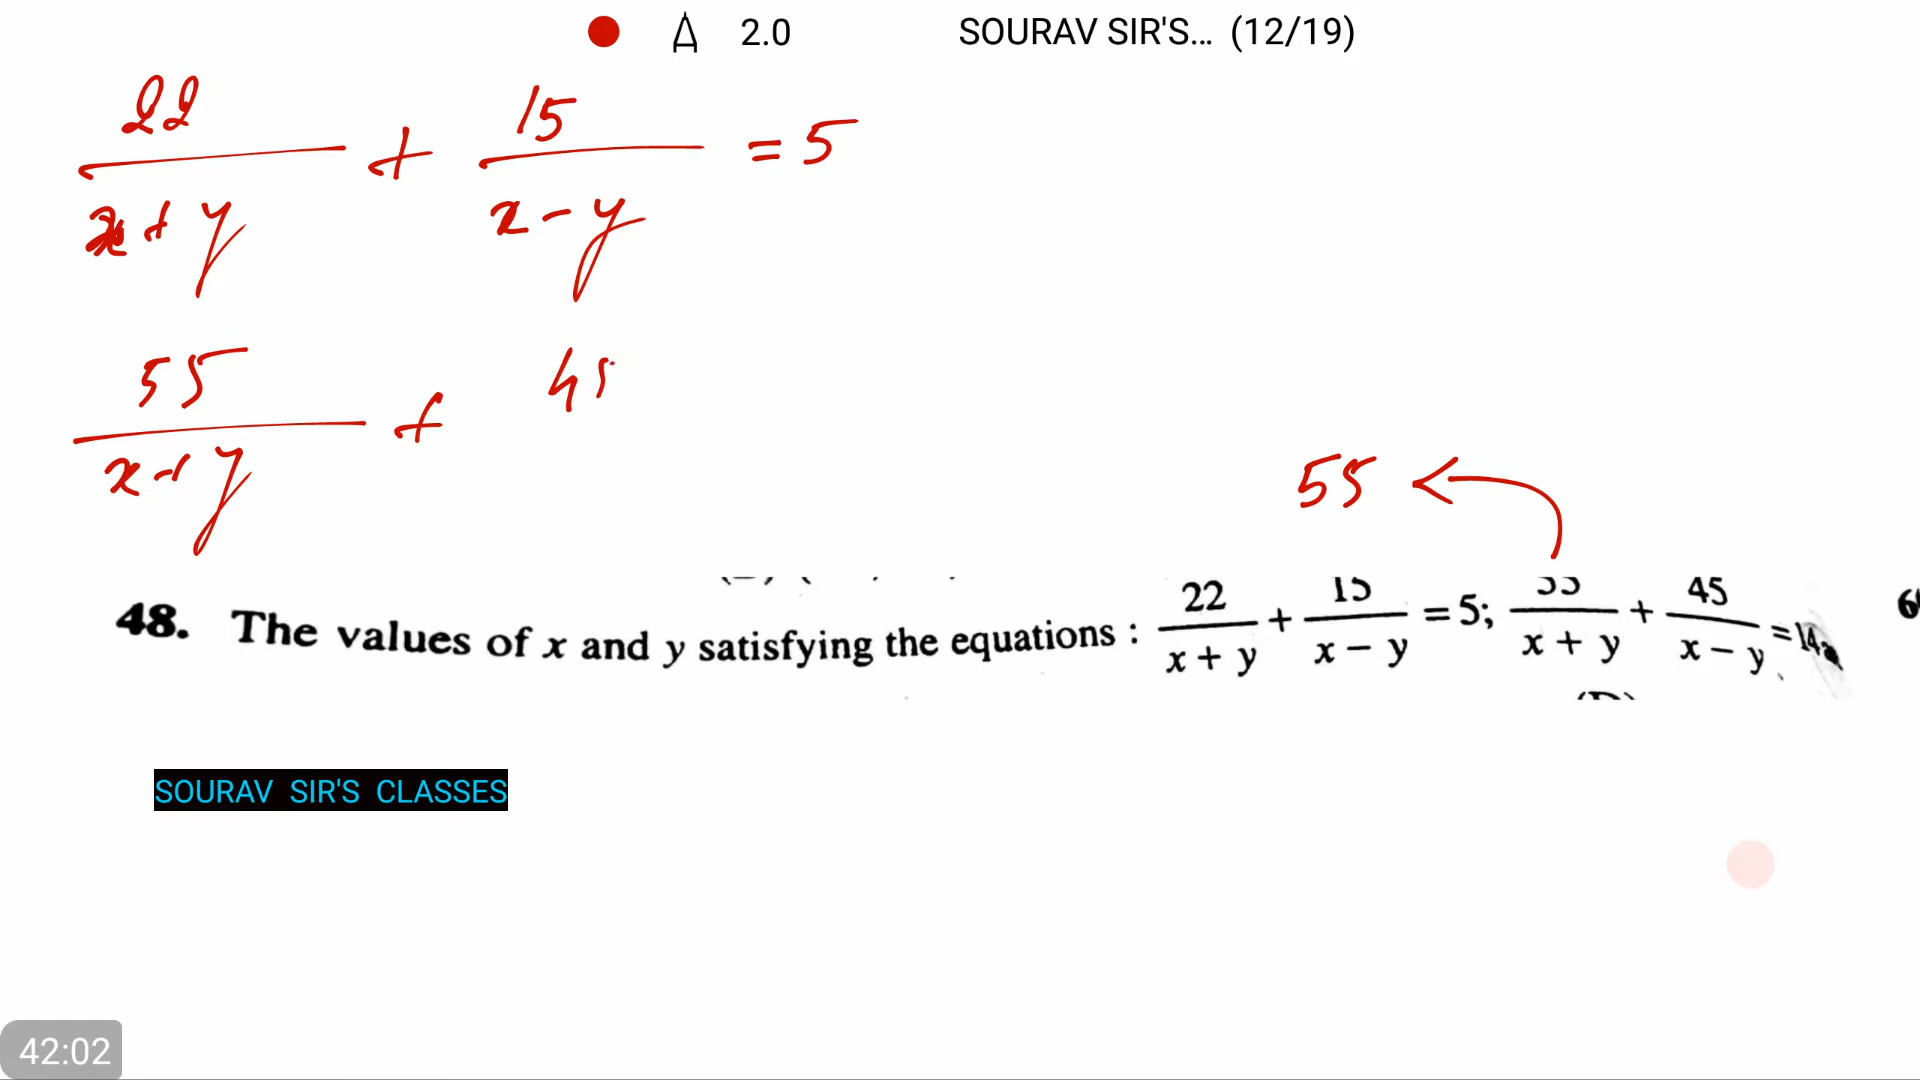 2.0 SOURAV SIR'S... (12/19)
22/x+y + 15/x-y = 5
55/x+y + 45
55
48. The values of x and y satisfying the equations : 22/x + y + 15/x - y = 5; 55/x + y + 45/x - y = 14.
SOURAV SIR'S CLASSES
42:02